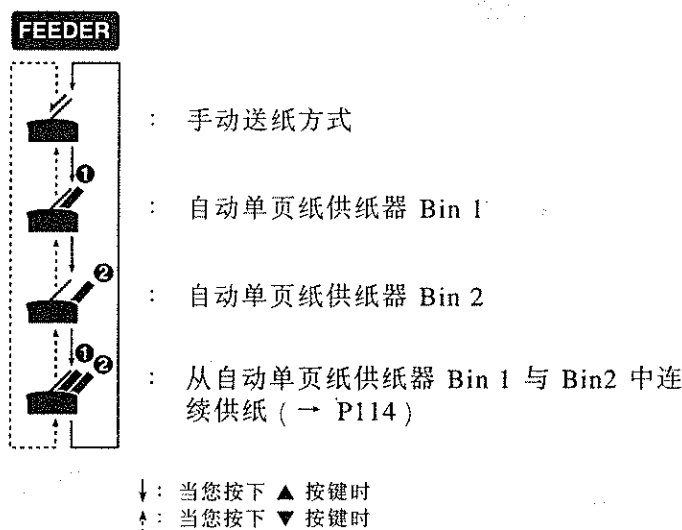 FEEDER
: 手动送纸方式
❶
: 自动单页纸供纸器 Bin 1
❷
: 自动单页纸供纸器 Bin 2
❶❷
: 从自动单页纸供纸器 Bin 1 与 Bin2 中连
续供纸 ( → P114 )
↓ : 当您按下 ▲ 按键时
↑ : 当您按下 ▼ 按键时